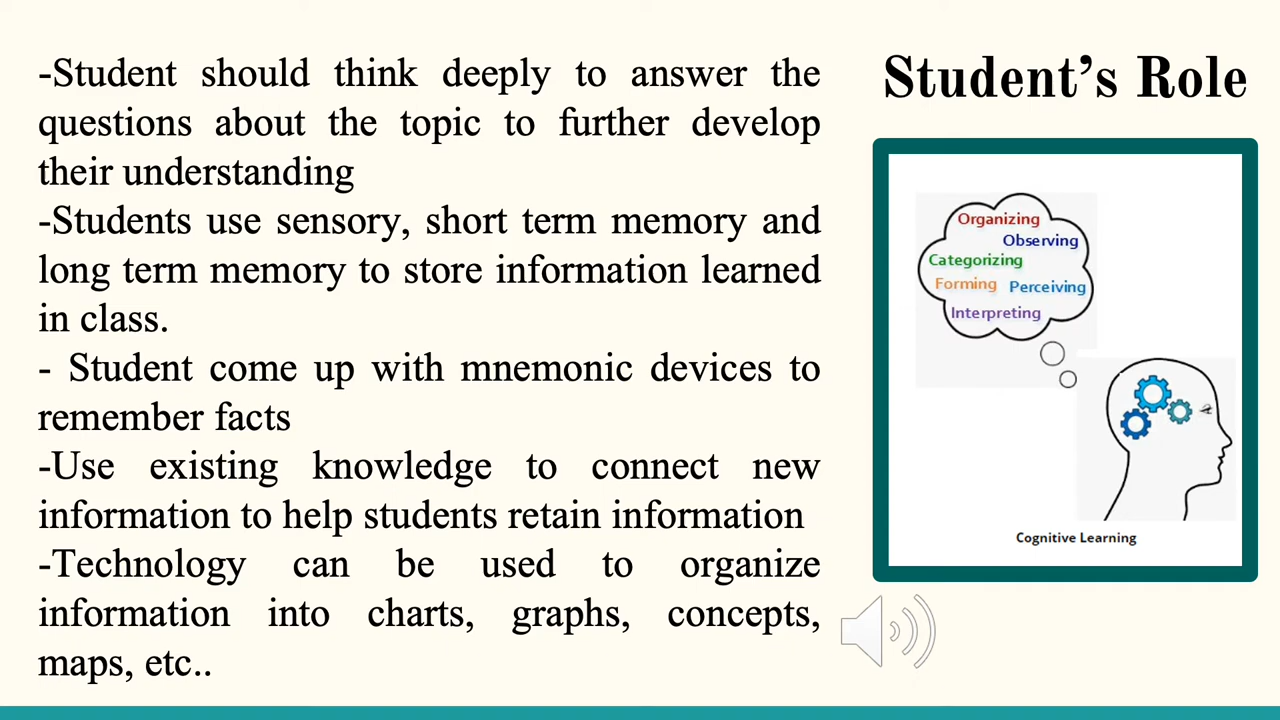 Student's Role
-Student should think deeply to answer the
questions about the topic to further develop
their understanding
-Students use sensory, short term memory and
long term memory to store information learned
in class.
- Student come up with mnemonic devices to
remember facts
-Use existing knowledge to connect new
information to help students retain information
-Technology can be used to organize
information into charts, graphs, concepts,
maps, etc..
Organizing
Observing
Categorizing
Forming Perceiving
Interpreting
Cognitive Learning